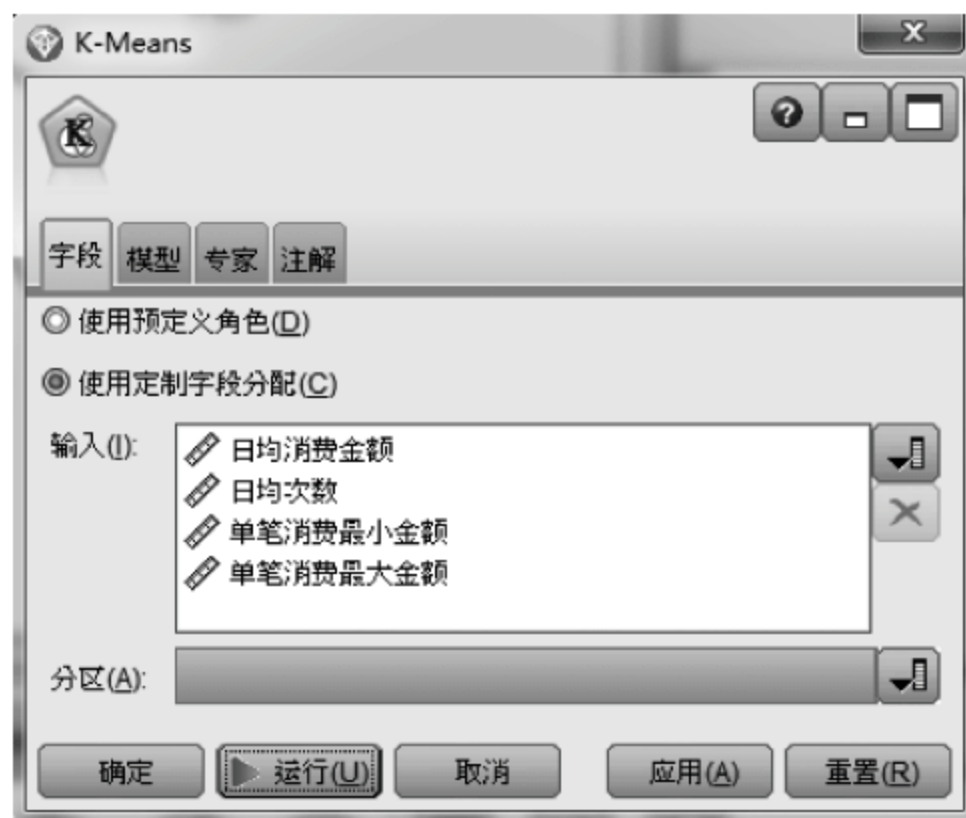 K-Means
字段 模型 专家 注解
使用预定义角色(D)
使用定制字段分配(C)
输入(I):
日均消费金额
日均次数
单笔消费最小金额
单笔消费最大金额
分区(A):
确定 运行(U) 取消 应用(A) 重置(R)